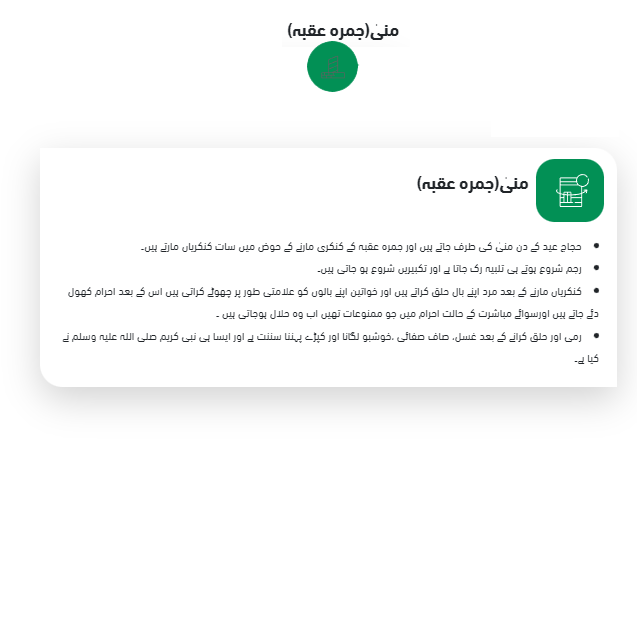 منیٰ(جمرہ عقبہ)
منیٰ(جمرہ عقبہ)
حجاج عید کے دن منیٰ کی طرف جاتے ہیں اور جمرہ عقبہ کے کنکری مارنے کے حوض میں سات کنکریاں مارتے ہیں۔
رجم شروع ہوتے ہی تلبیہ رک جاتا ہے اور تکبیریں شروع ہو جاتی ہیں۔
کنکریاں مارنے کے بعد مرد اپنے بال حلق کراتے ہیں اور خواتین اپنے بالوں کو علامتی طور پر چھوٹے کراتی ہیں اس کے بعد احرام کھول
دئے جاتے ہیں اورسوائے مباشرت کے حالت احرام میں جو ممنوعات تھیں اب وہ حلال ہوجاتی ہیں ۔
رمی اور حلق کرانے کے بعد غسل، صاف صفائی ،خوشبو لگانا اور کپڑے پہننا سننت ہے اور ایسا ہی نبی کریم صلی اللہ علیہ وسلم نے
کیا ہے۔